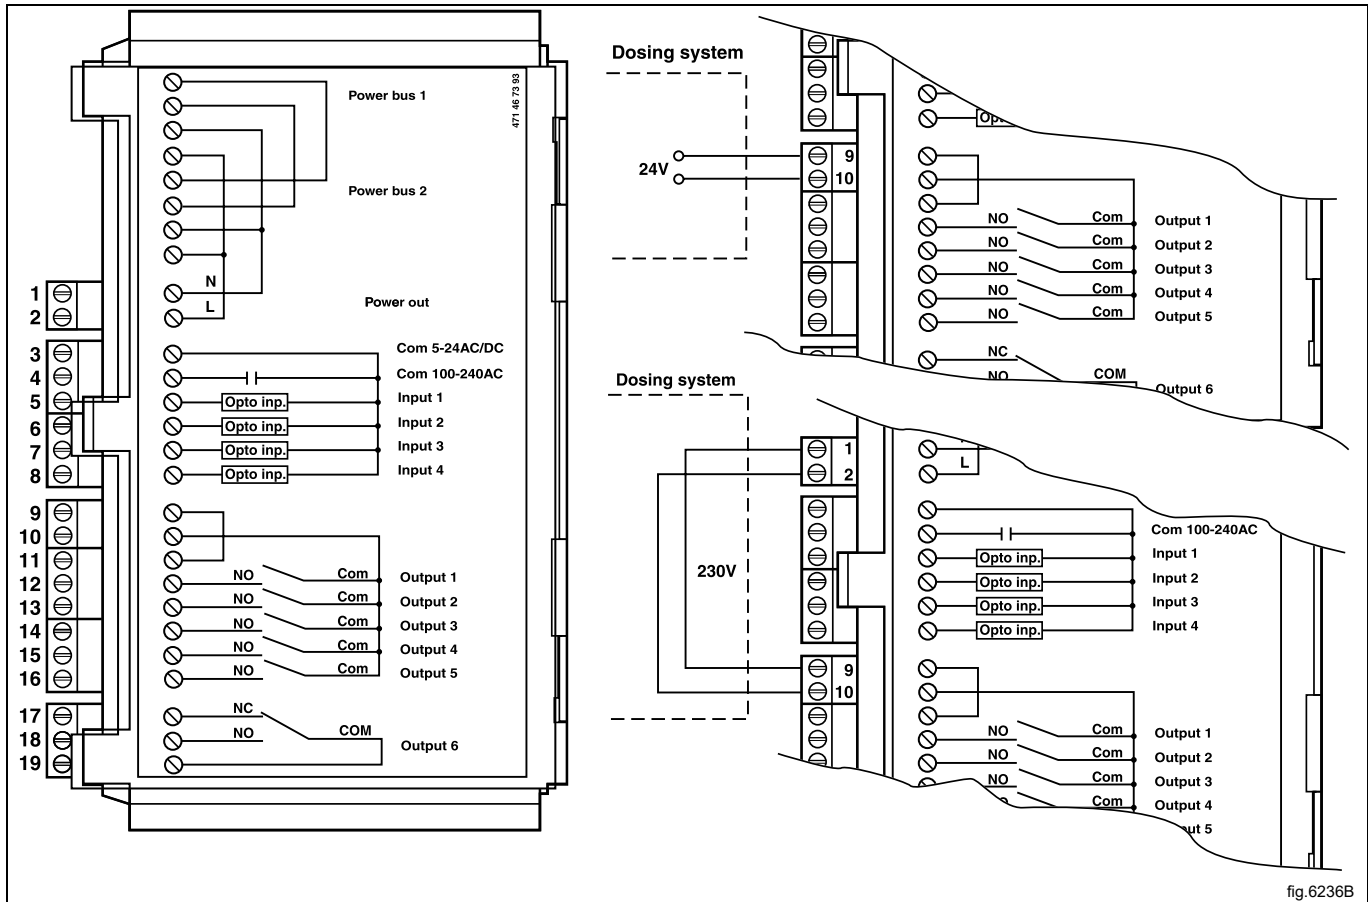 471 46 73 93
Power bus 1
Power bus 2
N
L
Power out
1
2
3
4
5
6
7
8
9
10
11
12
13
14
15
16
17
18
19
Com 5-24AC/DC
Com 100-240AC
Opto inp. Input 1
Opto inp. Input 2
Opto inp. Input 3
Opto inp. Input 4
NO Com Output 1
NO Com Output 2
NO Com Output 3
NO Com Output 4
NO Com Output 5
NC
NO COM Output 6
Dosing system
24V
9
10
NO Com Output 1
NO Com Output 2
NO Com Output 3
NO Com Output 4
NO Com Output 5
NC
NO COM Output 6
Dosing system
230V
1
2
L
Com 100-240AC
Opto inp. Input 1
Opto inp. Input 2
Opto inp. Input 3
Opto inp. Input 4
9
10
NO Com Output 1
NO Com Output 2
NO Com Output 3
Com Output 4
ut 5
fig.6236B